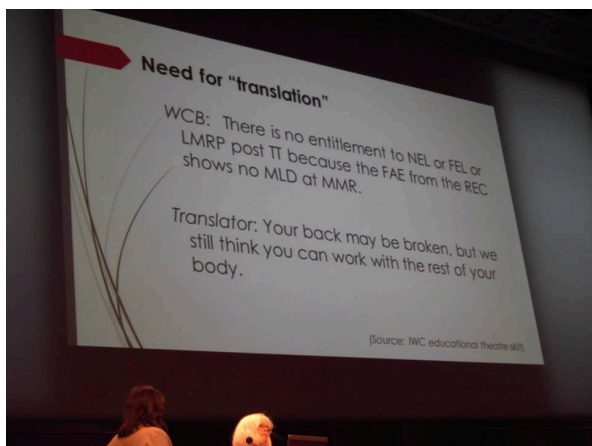 Need for “translation”
WCB: There is no entitlement to NEL or FEL or
LMRP post TT because the FAE from the REC
shows no MLD at MMR.
Translator: Your back may be broken, but we
still think you can work with the rest of your
body.
(Source: IWC educational theatre skit)